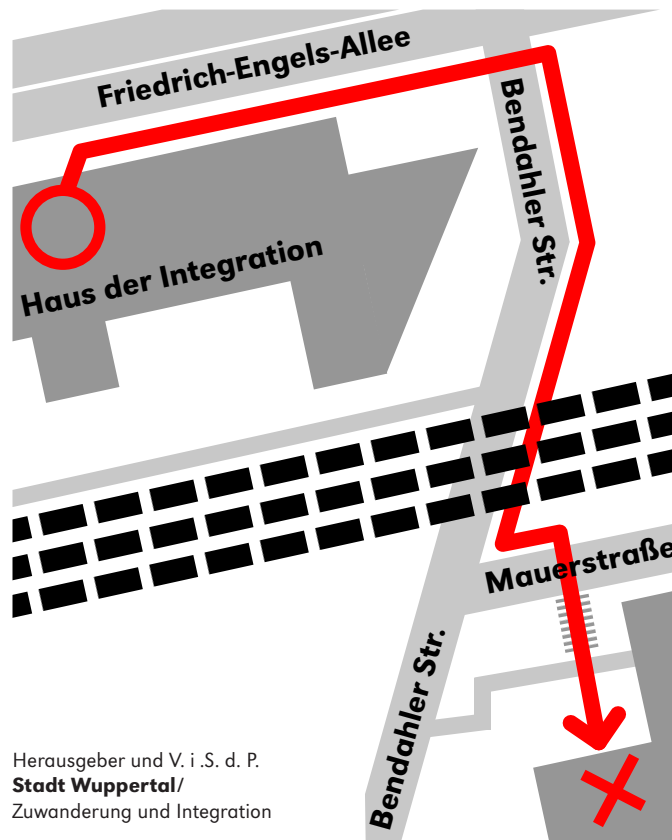 Friedrich-Engels-Allee
Bendahler Str.
Haus der Integration
Mauerstraße
Bendahler Str.
Herausgeber und V. i .S. d. P.
Stadt Wuppertal/
Zuwanderung und Integration